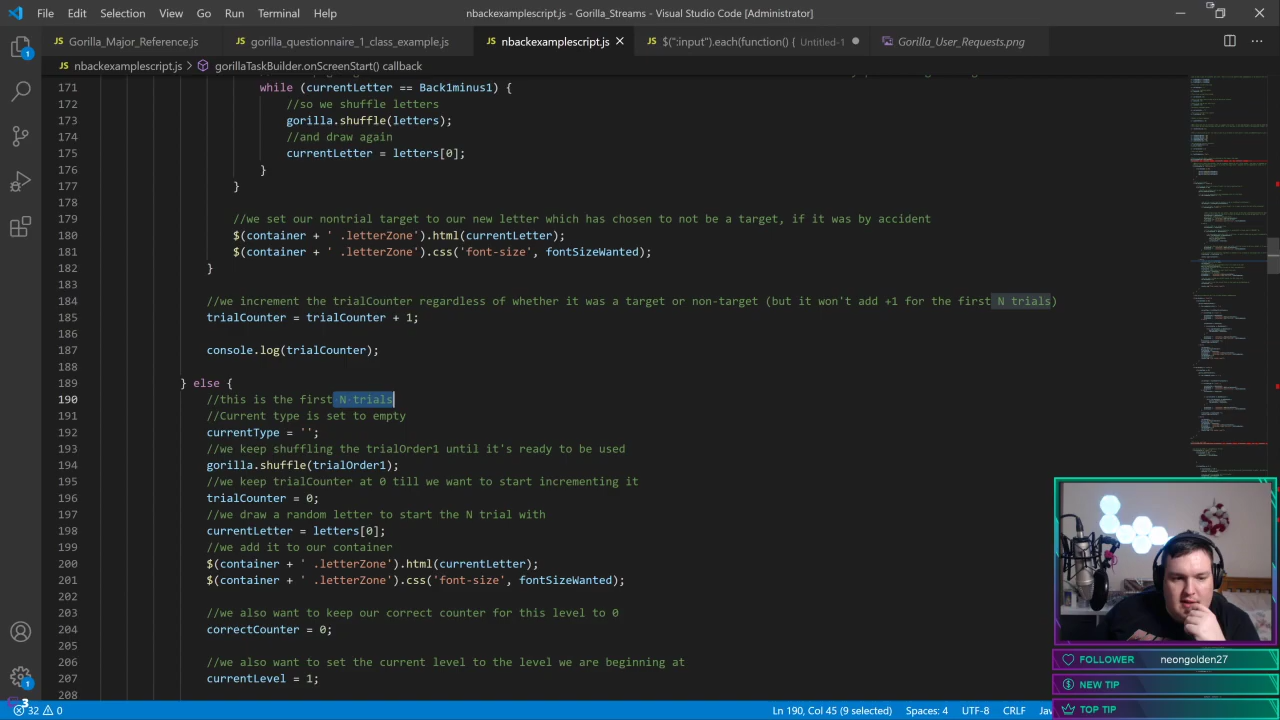 File Edit Selection View Go Run Terminal Help nbackexamplescript.js - Gorilla_Streams - Visual Studio Code [Administrator]
JS Gorilla_Major_Reference.js JS gorilla_questionnaire_1_class_example.js JS nbackexamplescript.js JS $(":input").each(function() { Untitled-1 Gorilla_User_Requests.png
JS nbackexamplescript.js > gorillaTaskBuilder.onScreenStart() callback
171 while (currentLetter == Back1minus1) {
172 //so we shuffle letters
173 gorilla.shuffle(letters);
174 //and draw again
175 currentLetter = letters[0];
176 }
177 }
178
179 //we set our nontrial target to our new letter which has chosen to not be a target, if it was by accident
180 $(container + ' .letterZone').html(currentLetter);
181 $(container + ' .letterZone').css('font-size', fontSizeWanted);
182 }
183
184 //we increment the trialCounter regardless of whether it was a target or non-target (but it won't add +1 for the first N trials)
185 trialCounter = trialCounter + 1;
186
187 console.log(trialCounter);
188
189 } else {
190 //this is the first N trials
191 //Current type is set to empty
192 currentType = '';
193 //we keep shuffling the trialOrder1 until it's ready to be used
194 gorilla.shuffle(trialOrder1);
195 //we keep trialCounter at 0 till we want to start incrementing it
196 trialCounter = 0;
197 //we draw a random letter to start the N trial with
198 currentLetter = letters[0];
199 //we add it to our container
200 $(container + ' .letterZone').html(currentLetter);
201 $(container + ' .letterZone').css('font-size', fontSizeWanted);
202
203 //we also want to keep our correct counter for this level to 0
204 correctCounter = 0;
205
206 //we also want to set the current level to the level we are beginning at
207 currentLevel = 1;
208
1
1
3
FOLLOWER neongolden27
NEW TIP
TOP TIP
32 0 Ln 190, Col 45 (9 selected) Spaces: 4 UTF-8 CRLF Jav